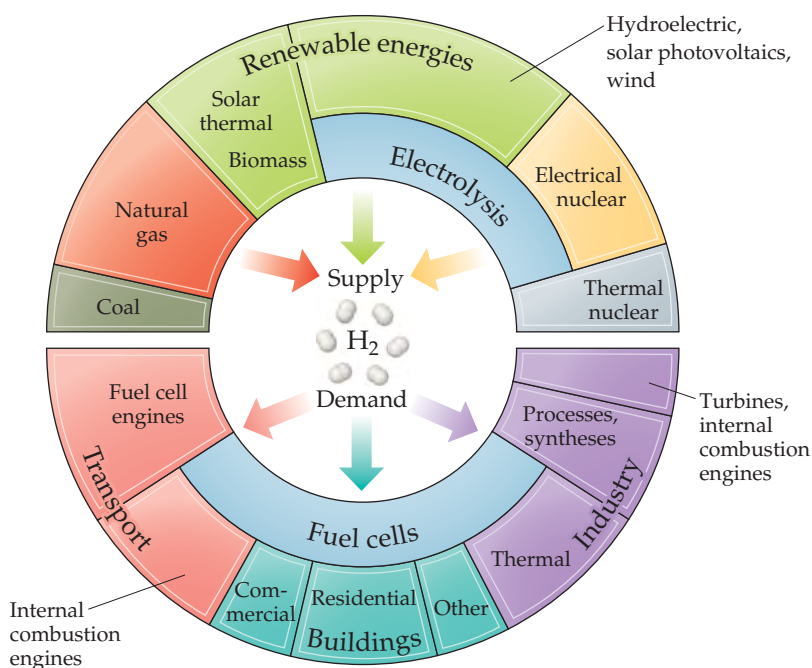 Hydroelectric,
solar photovoltaics,
wind
Renewable energies
Solar
thermal
Biomass
Electrolysis
Electrical
nuclear
Natural
gas
Coal
Thermal
nuclear
Supply
H₂
Demand
Fuel cell
engines
Transport
Processes,
syntheses
Industry
Turbines,
internal
combustion
engines
Fuel cells
Thermal
Com-
mercial
Residential
Other
Buildings
Internal
combustion
engines